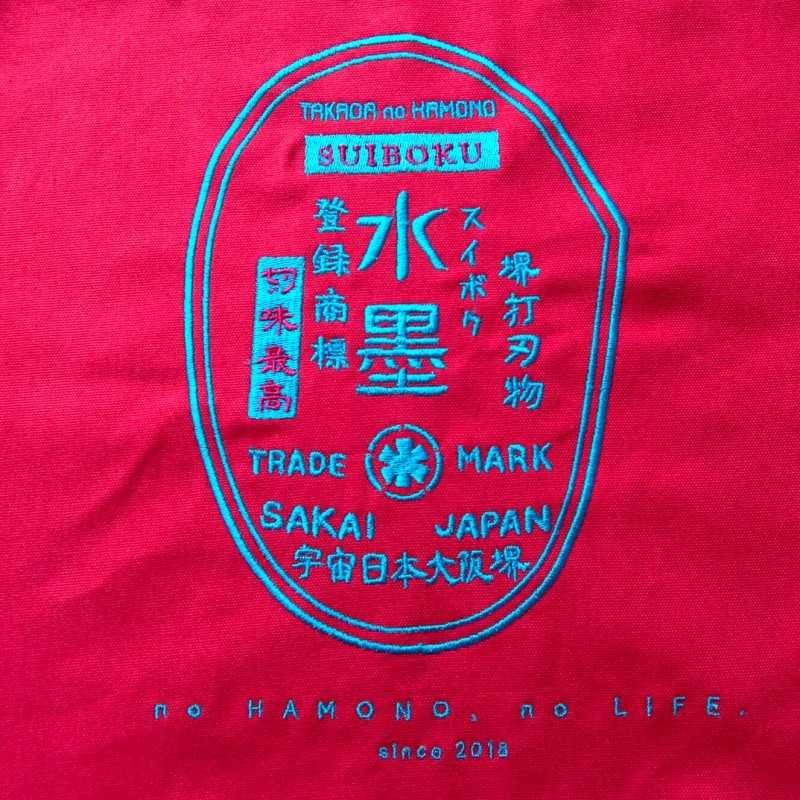 TAKADA no HAMONO
SUIBOKU
堺打刃物
スイボク
水墨
登録商標
切味最高
TRADE MARK
SAKAI JAPAN
宇宙日本大阪堺
no HAMONO, no LIFE.
since 2018